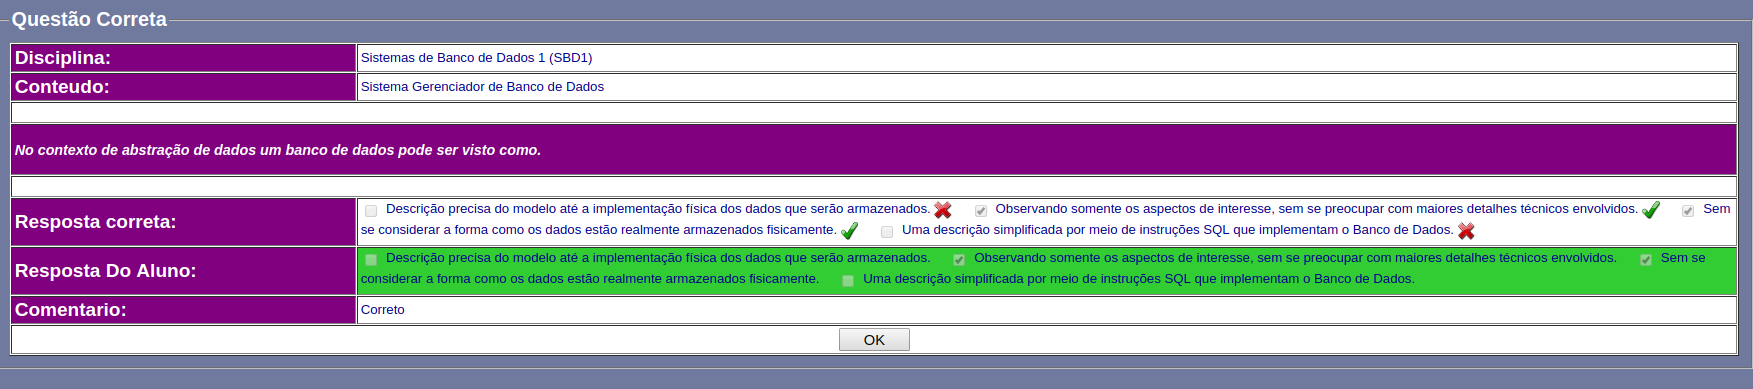 Questão Correta
Disciplina:
Sistemas de Banco de Dados 1 (SBD1)
Conteudo:
Sistema Gerenciador de Banco de Dados
No contexto de abstração de dados um banco de dados pode ser visto como.
Resposta correta:
Descrição precisa do modelo até a implementação física dos dados que serão armazenados. Observando somente os aspectos de interesse, sem se preocupar com maiores detalhes técnicos envolvidos. Sem
se considerar a forma como os dados estão realmente armazenados fisicamente. Uma descrição simplificada por meio de instruções SQL que implementam o Banco de Dados.
Resposta Do Aluno:
Descrição precisa do modelo até a implementação física dos dados que serão armazenados. Observando somente os aspectos de interesse, sem se preocupar com maiores detalhes técnicos envolvidos. Sem se
considerar a forma como os dados estão realmente armazenados fisicamente. Uma descrição simplificada por meio de instruções SQL que implementam o Banco de Dados.
Comentario:
Correto
OK